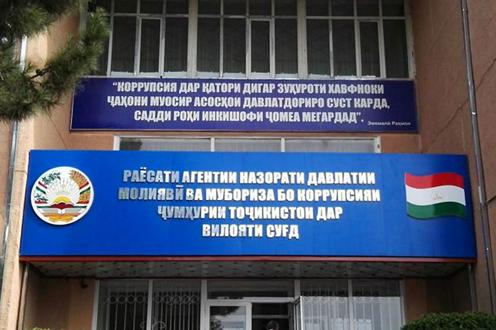 “КОРРУПСИЯ ДАР ҚАТОРИ ДИГАР ЗУҲУРОТИ ХАВФНОКИ
ҶАҲОНИ МУОСИР АСОСҲОИ ДАВЛАТДОРИРО СУСТ КАРДА,
САДДИ РОҲИ ИНКИШОФИ ҶОМЕА МЕГАРДАД”.
Эмомалӣ Раҳмон
РАЁСАТИ АГЕНТИИ НАЗОРАТИ ДАВЛАТИИ
МОЛИЯВӢ ВА МУБОРИЗА БО КОРРУПСИЯИ
ҶУМҲУРИИ ТОҶИКИСТОН ДАР
ВИЛОЯТИ СУҒД